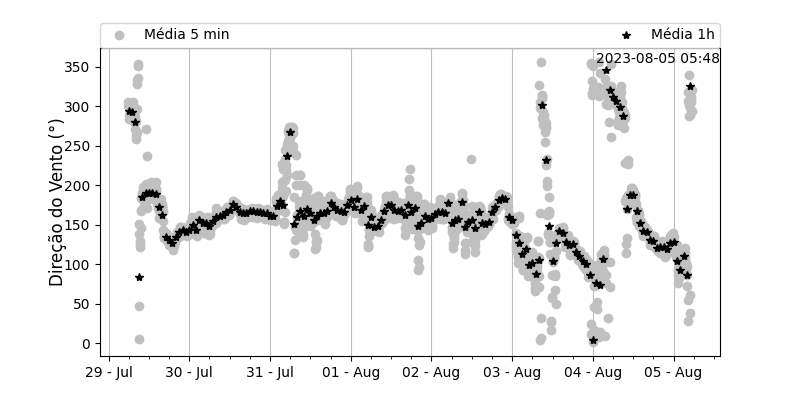 Média 5 min
Média 1h
2023-08-05 05:48
Direção do Vento (°)
350
300
250
200
150
100
50
0
29 - Jul
30 - Jul
31 - Jul
01 - Aug
02 - Aug
03 - Aug
04 - Aug
05 - Aug